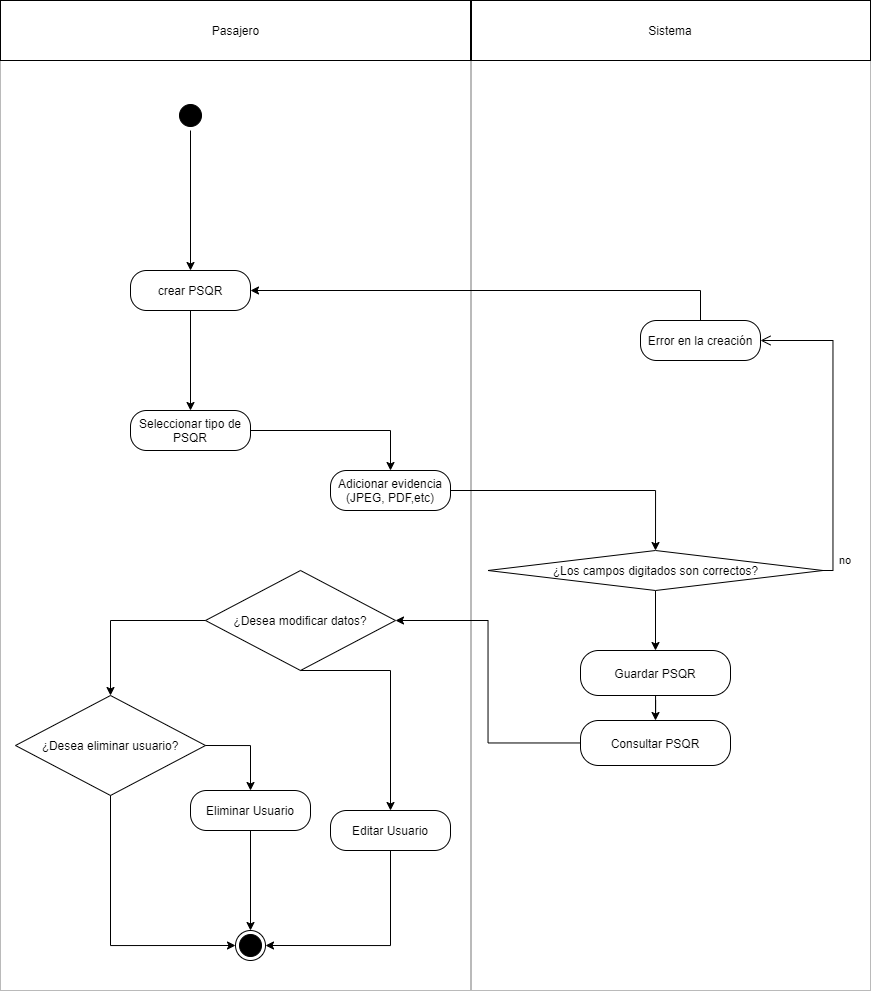 Pasajero
Sistema
crear PSQR
Error en la creación
Seleccionar tipo de
PSQR
Adicionar evidencia
(JPEG, PDF,etc)
¿Los campos digitados son correctos?
no
¿Desea modificar datos?
Guardar PSQR
Consultar PSQR
¿Desea eliminar usuario?
Eliminar Usuario
Editar Usuario